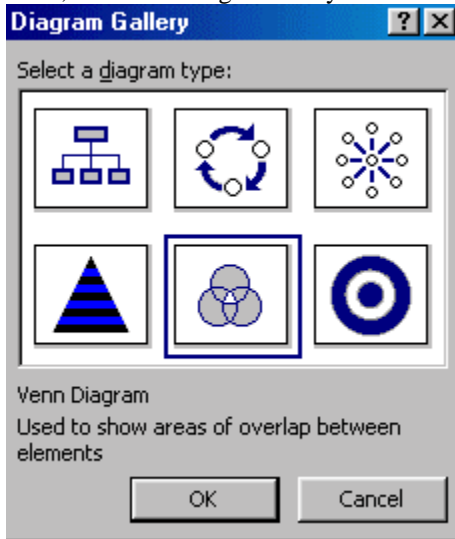 Diagram Gallery
Select a diagram type:
Venn Diagram
Used to show areas of overlap between
elements
OK Cancel